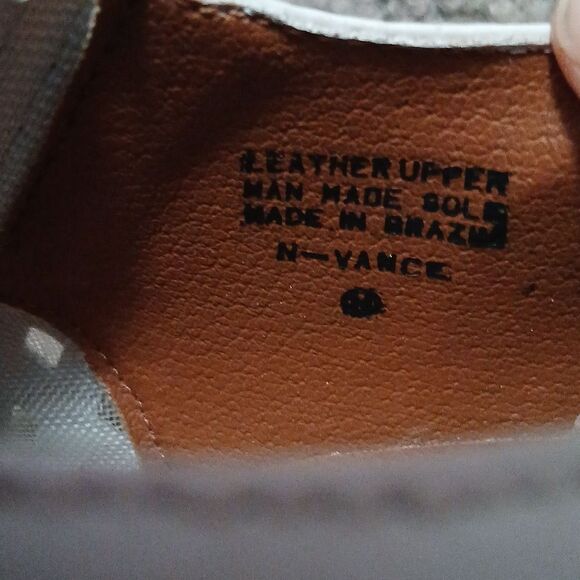 LEATHER UPPER
MAN MADE SOLE
MADE IN BRAZIL
N-VANCE